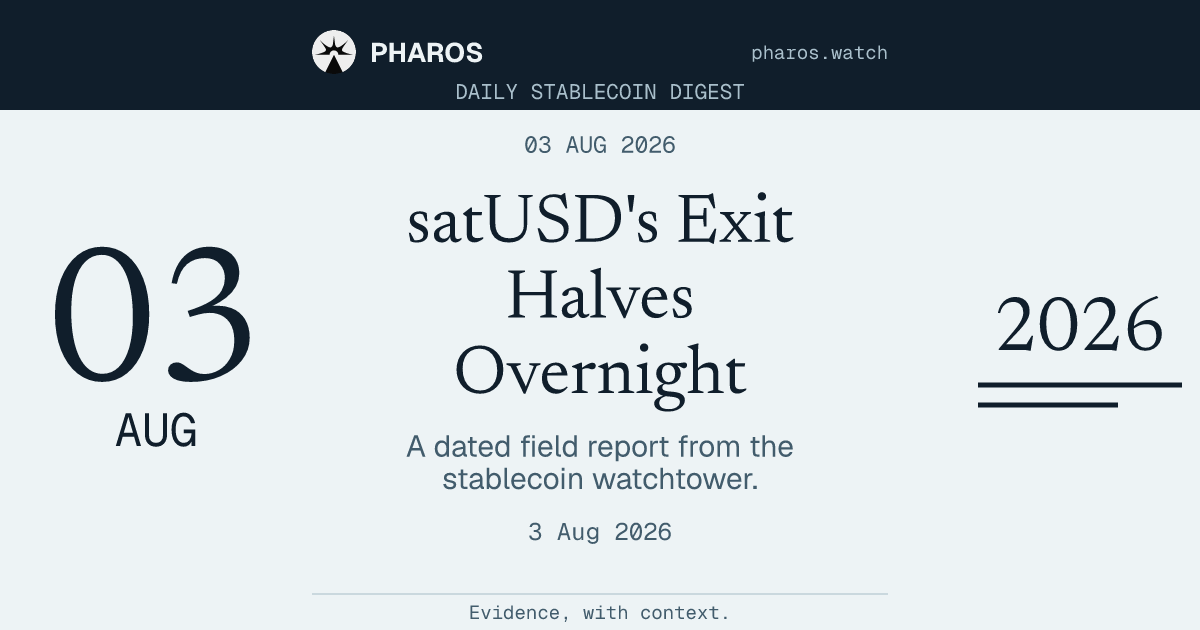 PHAROS
pharos.watch
DAILY STABLECOIN DIGEST
03 AUG 2026
satUSD's Exit
Halves
Overnight
03
AUG
2026
A dated field report from the
stablecoin watchtower.
3 Aug 2026
Evidence, with context.